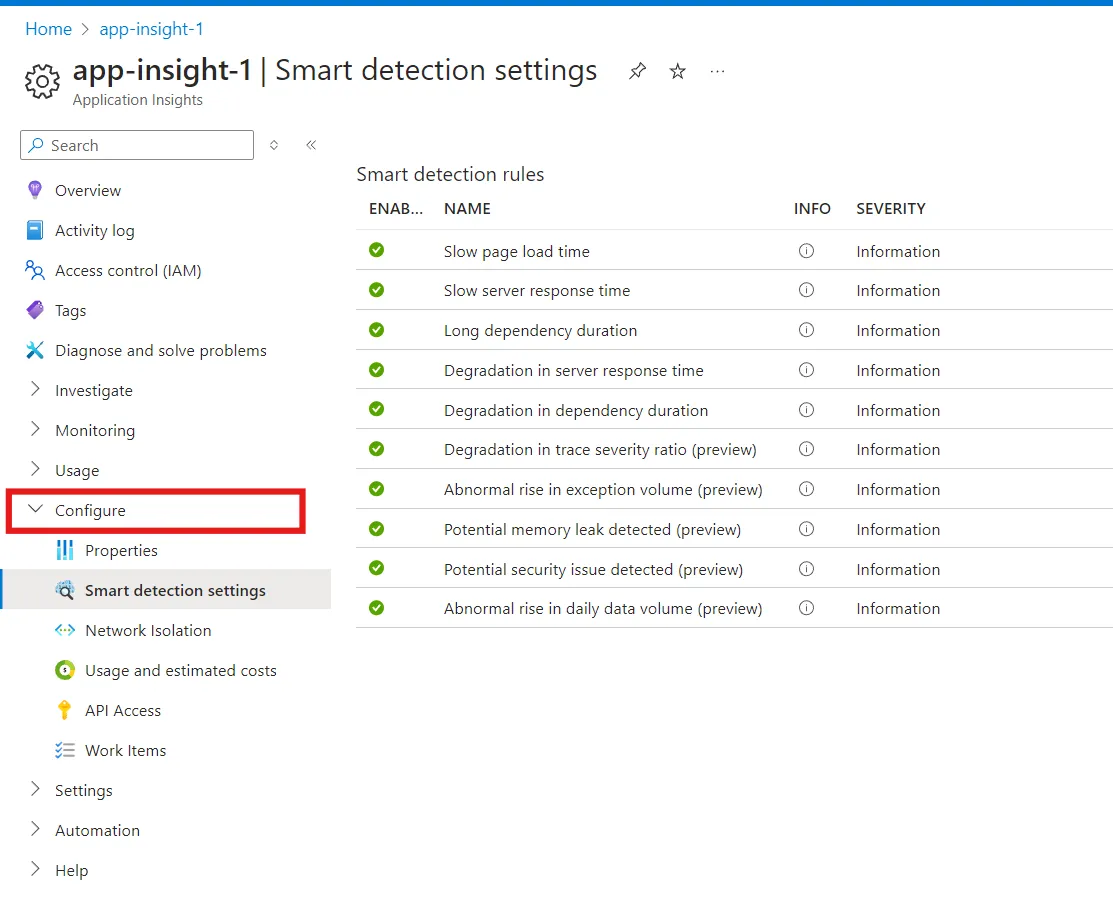 Home > app-insight-1
app-insight-1 | Smart detection settings ...
Application Insights
Search
Overview
Activity log
Access control (IAM)
Tags
Diagnose and solve problems
Investigate
Monitoring
Usage
Configure
Properties
Smart detection settings
Network Isolation
Usage and estimated costs
API Access
Work Items
Settings
Automation
Help
Smart detection rules
ENAB... NAME INFO SEVERITY
Slow page load time Information
Slow server response time Information
Long dependency duration Information
Degradation in server response time Information
Degradation in dependency duration Information
Degradation in trace severity ratio (preview) Information
Abnormal rise in exception volume (preview) Information
Potential memory leak detected (preview) Information
Potential security issue detected (preview) Information
Abnormal rise in daily data volume (preview) Information